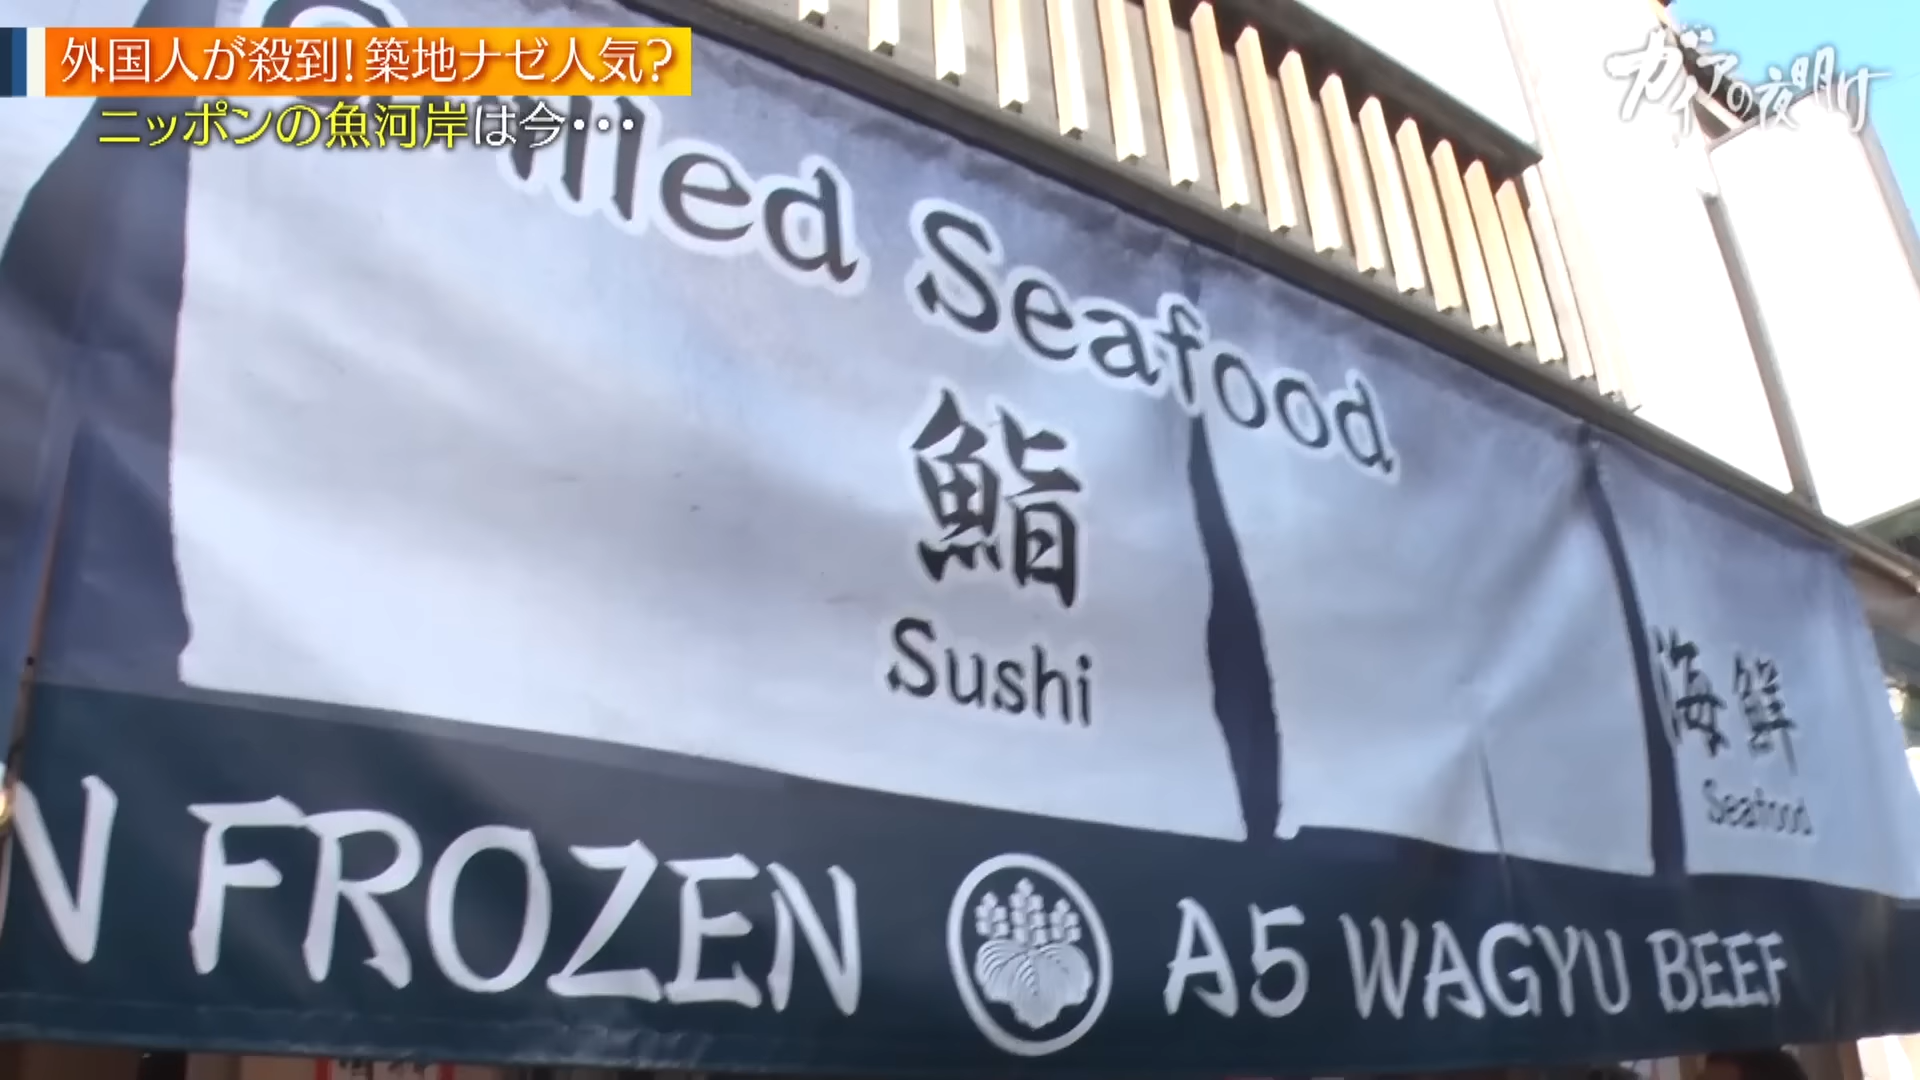 外国人が殺到!築地ナゼ人気?
ニッポンの魚河岸は今･･･
ガイアの夜明け
Seafood
鮨
Sushi
海鮮
Seafood
FROZEN
A5 WAGYU BEEF